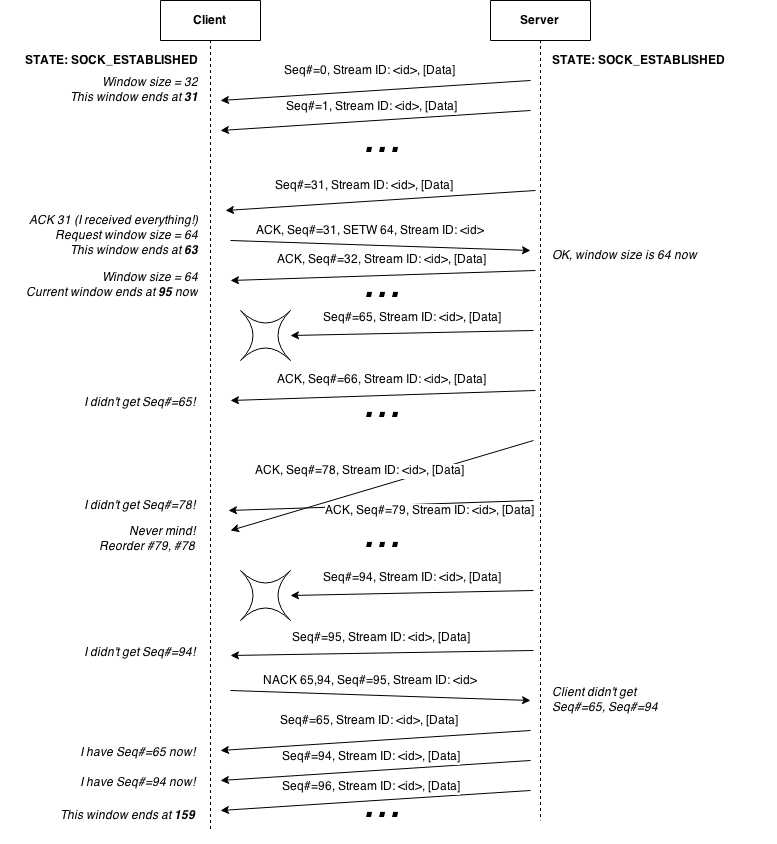 Client
Server
STATE: SOCK_ESTABLISHED
STATE: SOCK_ESTABLISHED
Seq#=0, Stream ID: <id>, [Data]
Window size = 32
This window ends at 31
Seq#=1, Stream ID: <id>, [Data]
...
Seq#=31, Stream ID: <id>, [Data]
ACK 31 (I received everything!)
Request window size = 64
This window ends at 63
ACK, Seq#=31, SETW 64, Stream ID: <id>
OK, window size is 64 now
ACK, Seq#=32, Stream ID: <id>, [Data]
Window size = 64
Current window ends at 95 now
...
Seq#=65, Stream ID: <id>, [Data]
ACK, Seq#=66, Stream ID: <id>, [Data]
I didn't get Seq#=65!
...
ACK, Seq#=78, Stream ID: <id>, [Data]
I didn't get Seq#=78!
ACK, Seq#=79, Stream ID: <id>, [Data]
Never mind!
Reorder #79, #78
...
Seq#=94, Stream ID: <id>, [Data]
Seq#=95, Stream ID: <id>, [Data]
I didn't get Seq#=94!
NACK 65,94, Seq#=95, Stream ID: <id>
Client didn't get
Seq#=65, Seq#=94
Seq#=65, Stream ID: <id>, [Data]
I have Seq#=65 now!
Seq#=94, Stream ID: <id>, [Data]
I have Seq#=94 now!
Seq#=96, Stream ID: <id>, [Data]
This window ends at 159
...